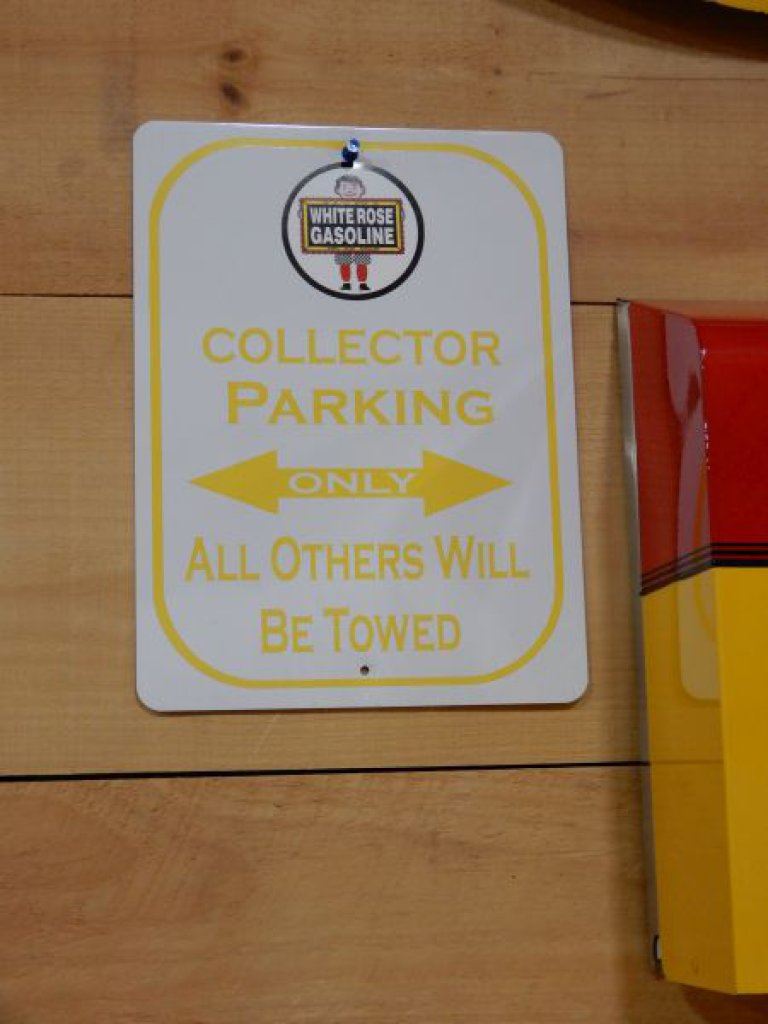 WHITE ROSE
GASOLINE
COLLECTOR
PARKING
ONLY
ALL OTHERS WILL
BE TOWED